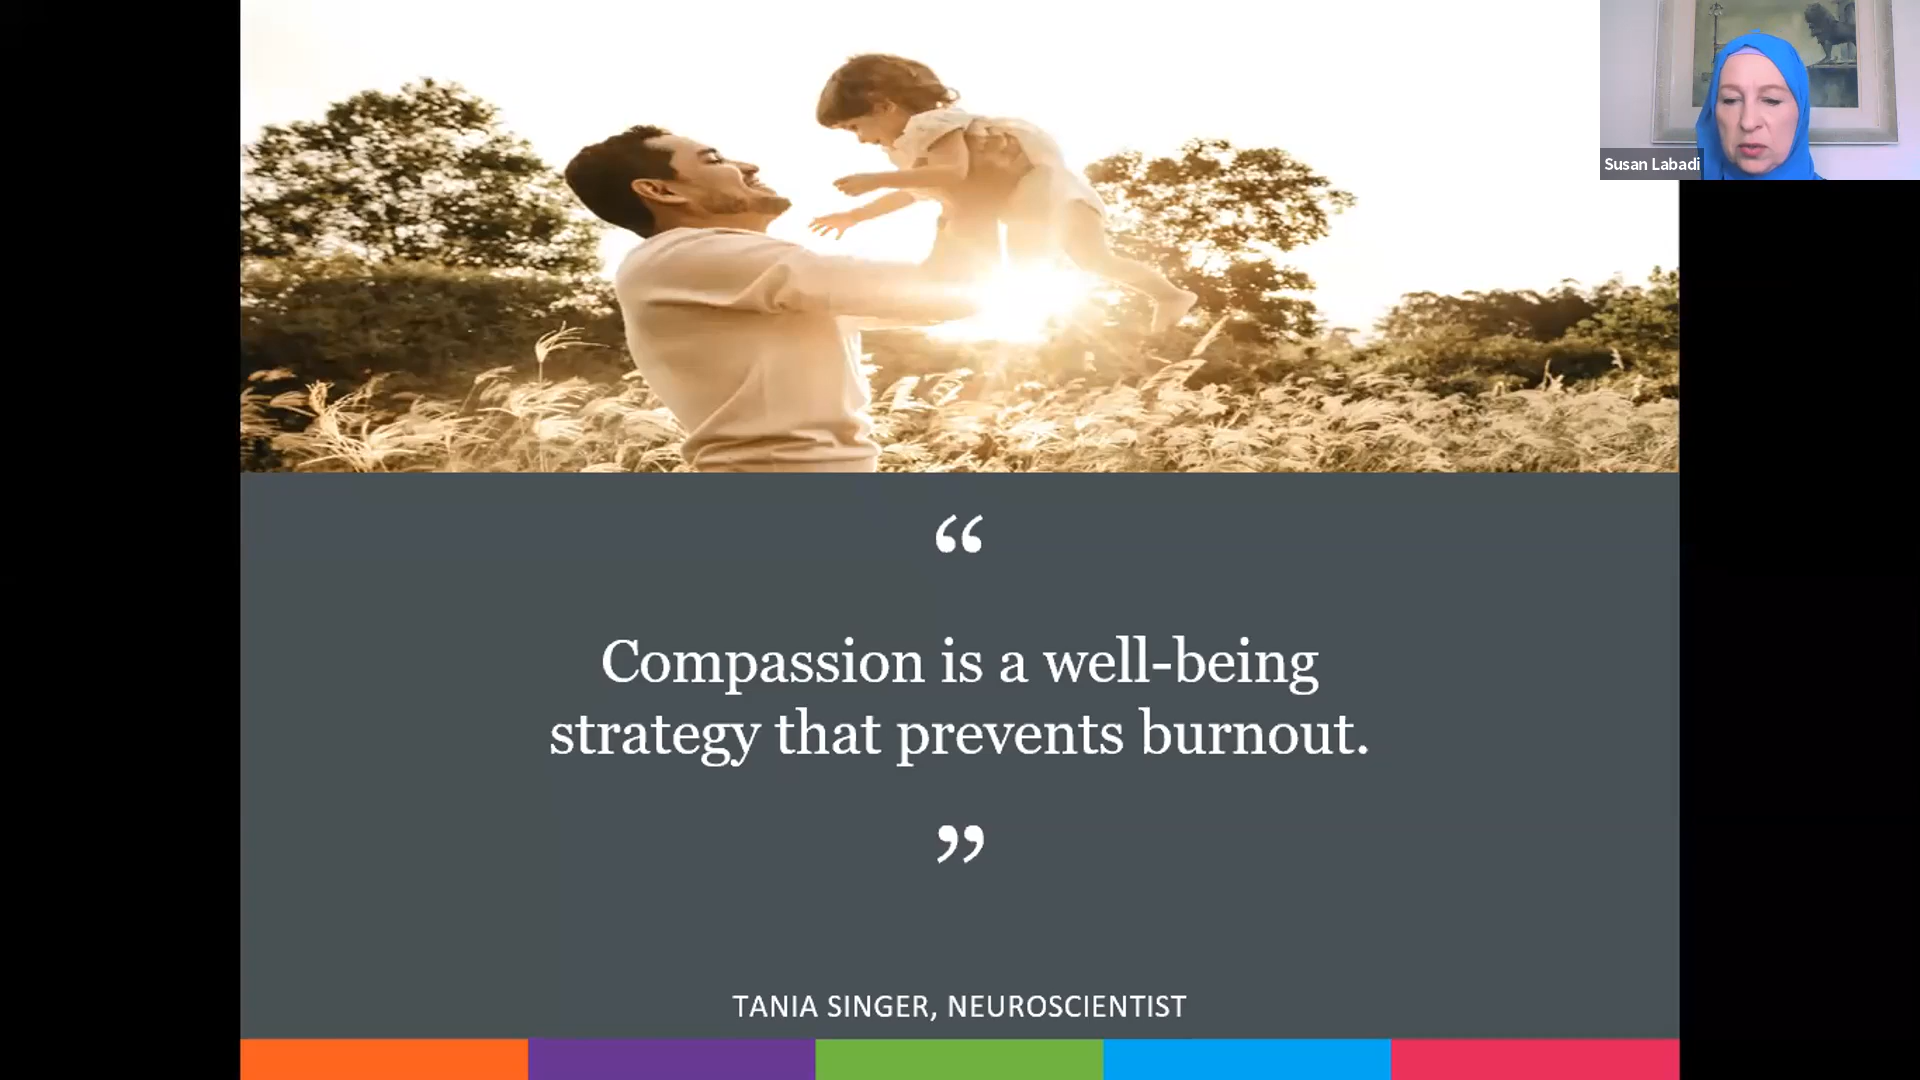 Susan Labadi
“
Compassion is a well-being
strategy that prevents burnout.
”
TANIA SINGER, NEUROSCIENTIST